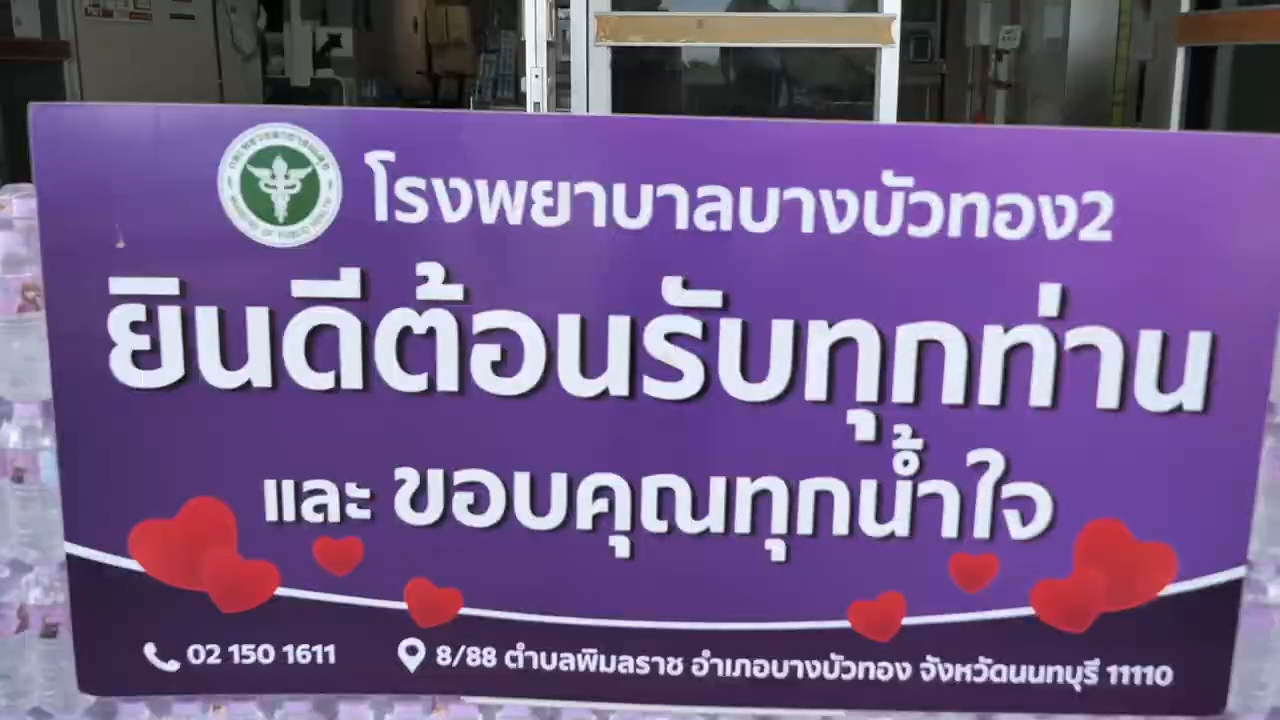 โรงพยาบาลบางบัวทอง2
ยินดีต้อนรับทุกท่าน
และ ขอบคุณทุกน้ำใจ
02 150 1611
8/88 ตำบลพิมลราช อำเภอบางบัวทอง จังหวัดนนทบุรี 11110